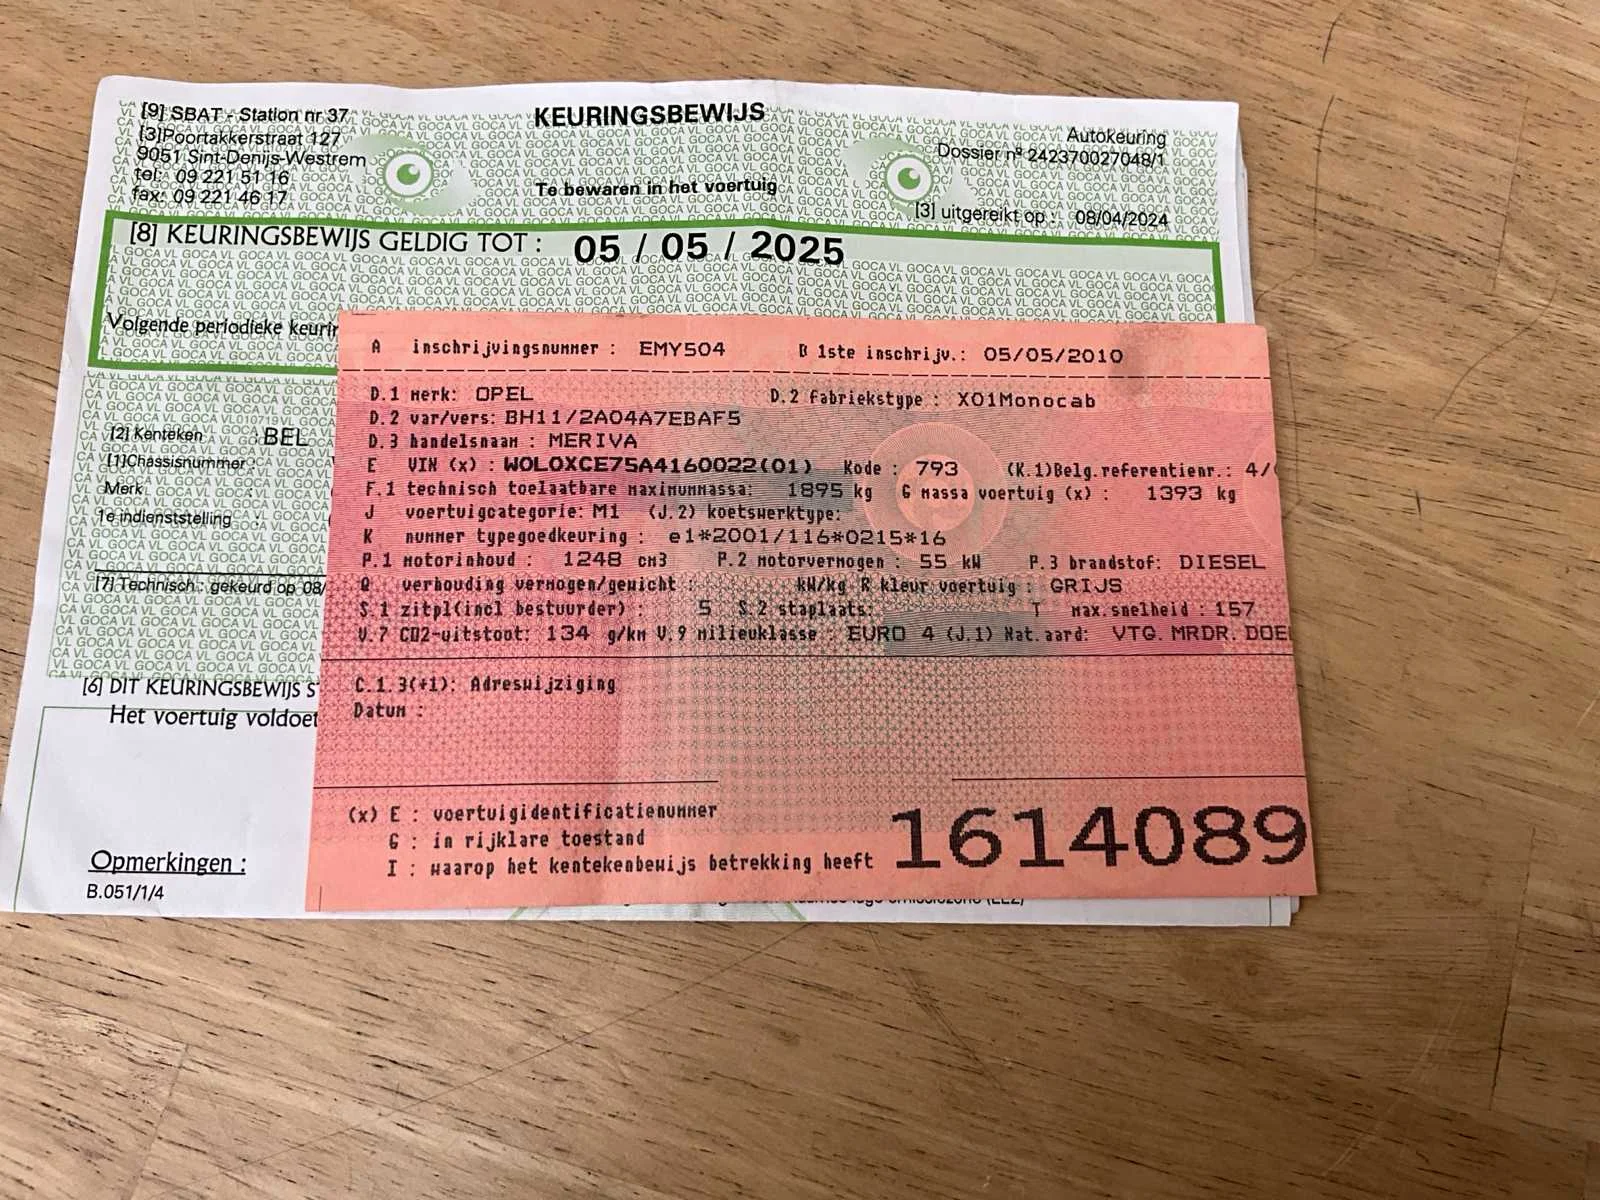 [9] SBAT - Station nr 37
[3]Poortakkerstraat 127
9051 Sint-Denijs-Westrem
tel: 09 221 51 16
fax: 09 221 46 17
KEURINGSBEWIJS
Te bewaren in het voertuig
Autokeuring
Dossier nº 242370027048/1
[3] uitgereikt op : 08/04/2024
[8] KEURINGSBEWIJS GELDIG TOT : 05 / 05 / 2025
Volgende periodieke
[2] Kenteken : BEL
[1]Chassisnummer :
Merk :
1e indienststelling
[7] Technisch : gekeurd op 08/
[6] DIT KEURINGSBEWIJS
Het voertuig
Opmerkingen :
B.051/1/4
A inschrijvingsnummer : EMY504 B 1ste inschrijv.: 05/05/2010
D.1 merk: OPEL D.2 fabriekstype : X01Monocab
D.2 var/vers: BH11/2A04A7EBAF5
D.3 handelsnaam : MERIVA
E VIN (x) : W0L0XCE75A4160022(01) Kode : 793 (K.1)Belg.referentienr.: 4/
F.1 technisch toelaatbare maximummassa: 1895 kg G massa voertuig (x) : 1393 kg
J voertuigcategorie: M1 (J.2) koetswerktype:
K nummer typegoedkeuring : e1*2001/116*0215*16
P.1 motorinhoud : 1248 cm3 P.2 motorvermogen : 55 kW P.3 brandstof: DIESEL
Q verhouding vermogen/gewicht : kW/kg R kleur voertuig : GRIJS
S.1 zitpl(incl bestuurder) : 5 S.2 staplaats: T max.snelheid : 157
V.7 CO2-uitstoot: 134 g/km V.9 milieuklasse : EURO 4 (J.1) Nat.aard: VTG. MRDR. DOE
C.1.3(+1): Adreswijziging
Datum :
(x) E : voertuigidentificatienummer
G : in rijklare toestand
I : waarop het kentekenbewijs betrekking heeft
1614089